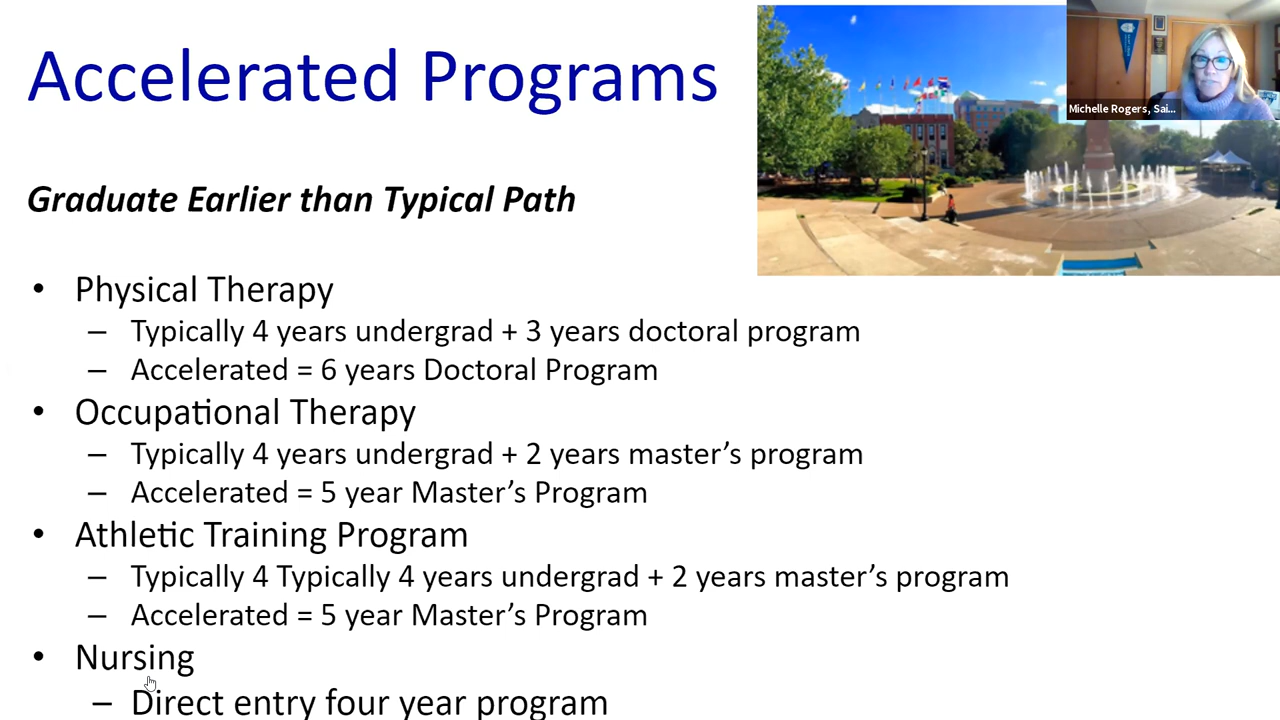 Accelerated Programs
Michelle Rogers, Sai...
Graduate Earlier than Typical Path
• Physical Therapy
– Typically 4 years undergrad + 3 years doctoral program
– Accelerated = 6 years Doctoral Program
• Occupational Therapy
– Typically 4 years undergrad + 2 years master’s program
– Accelerated = 5 year Master’s Program
• Athletic Training Program
– Typically 4 Typically 4 years undergrad + 2 years master’s program
– Accelerated = 5 year Master’s Program
• Nursing
– Direct entry four year program